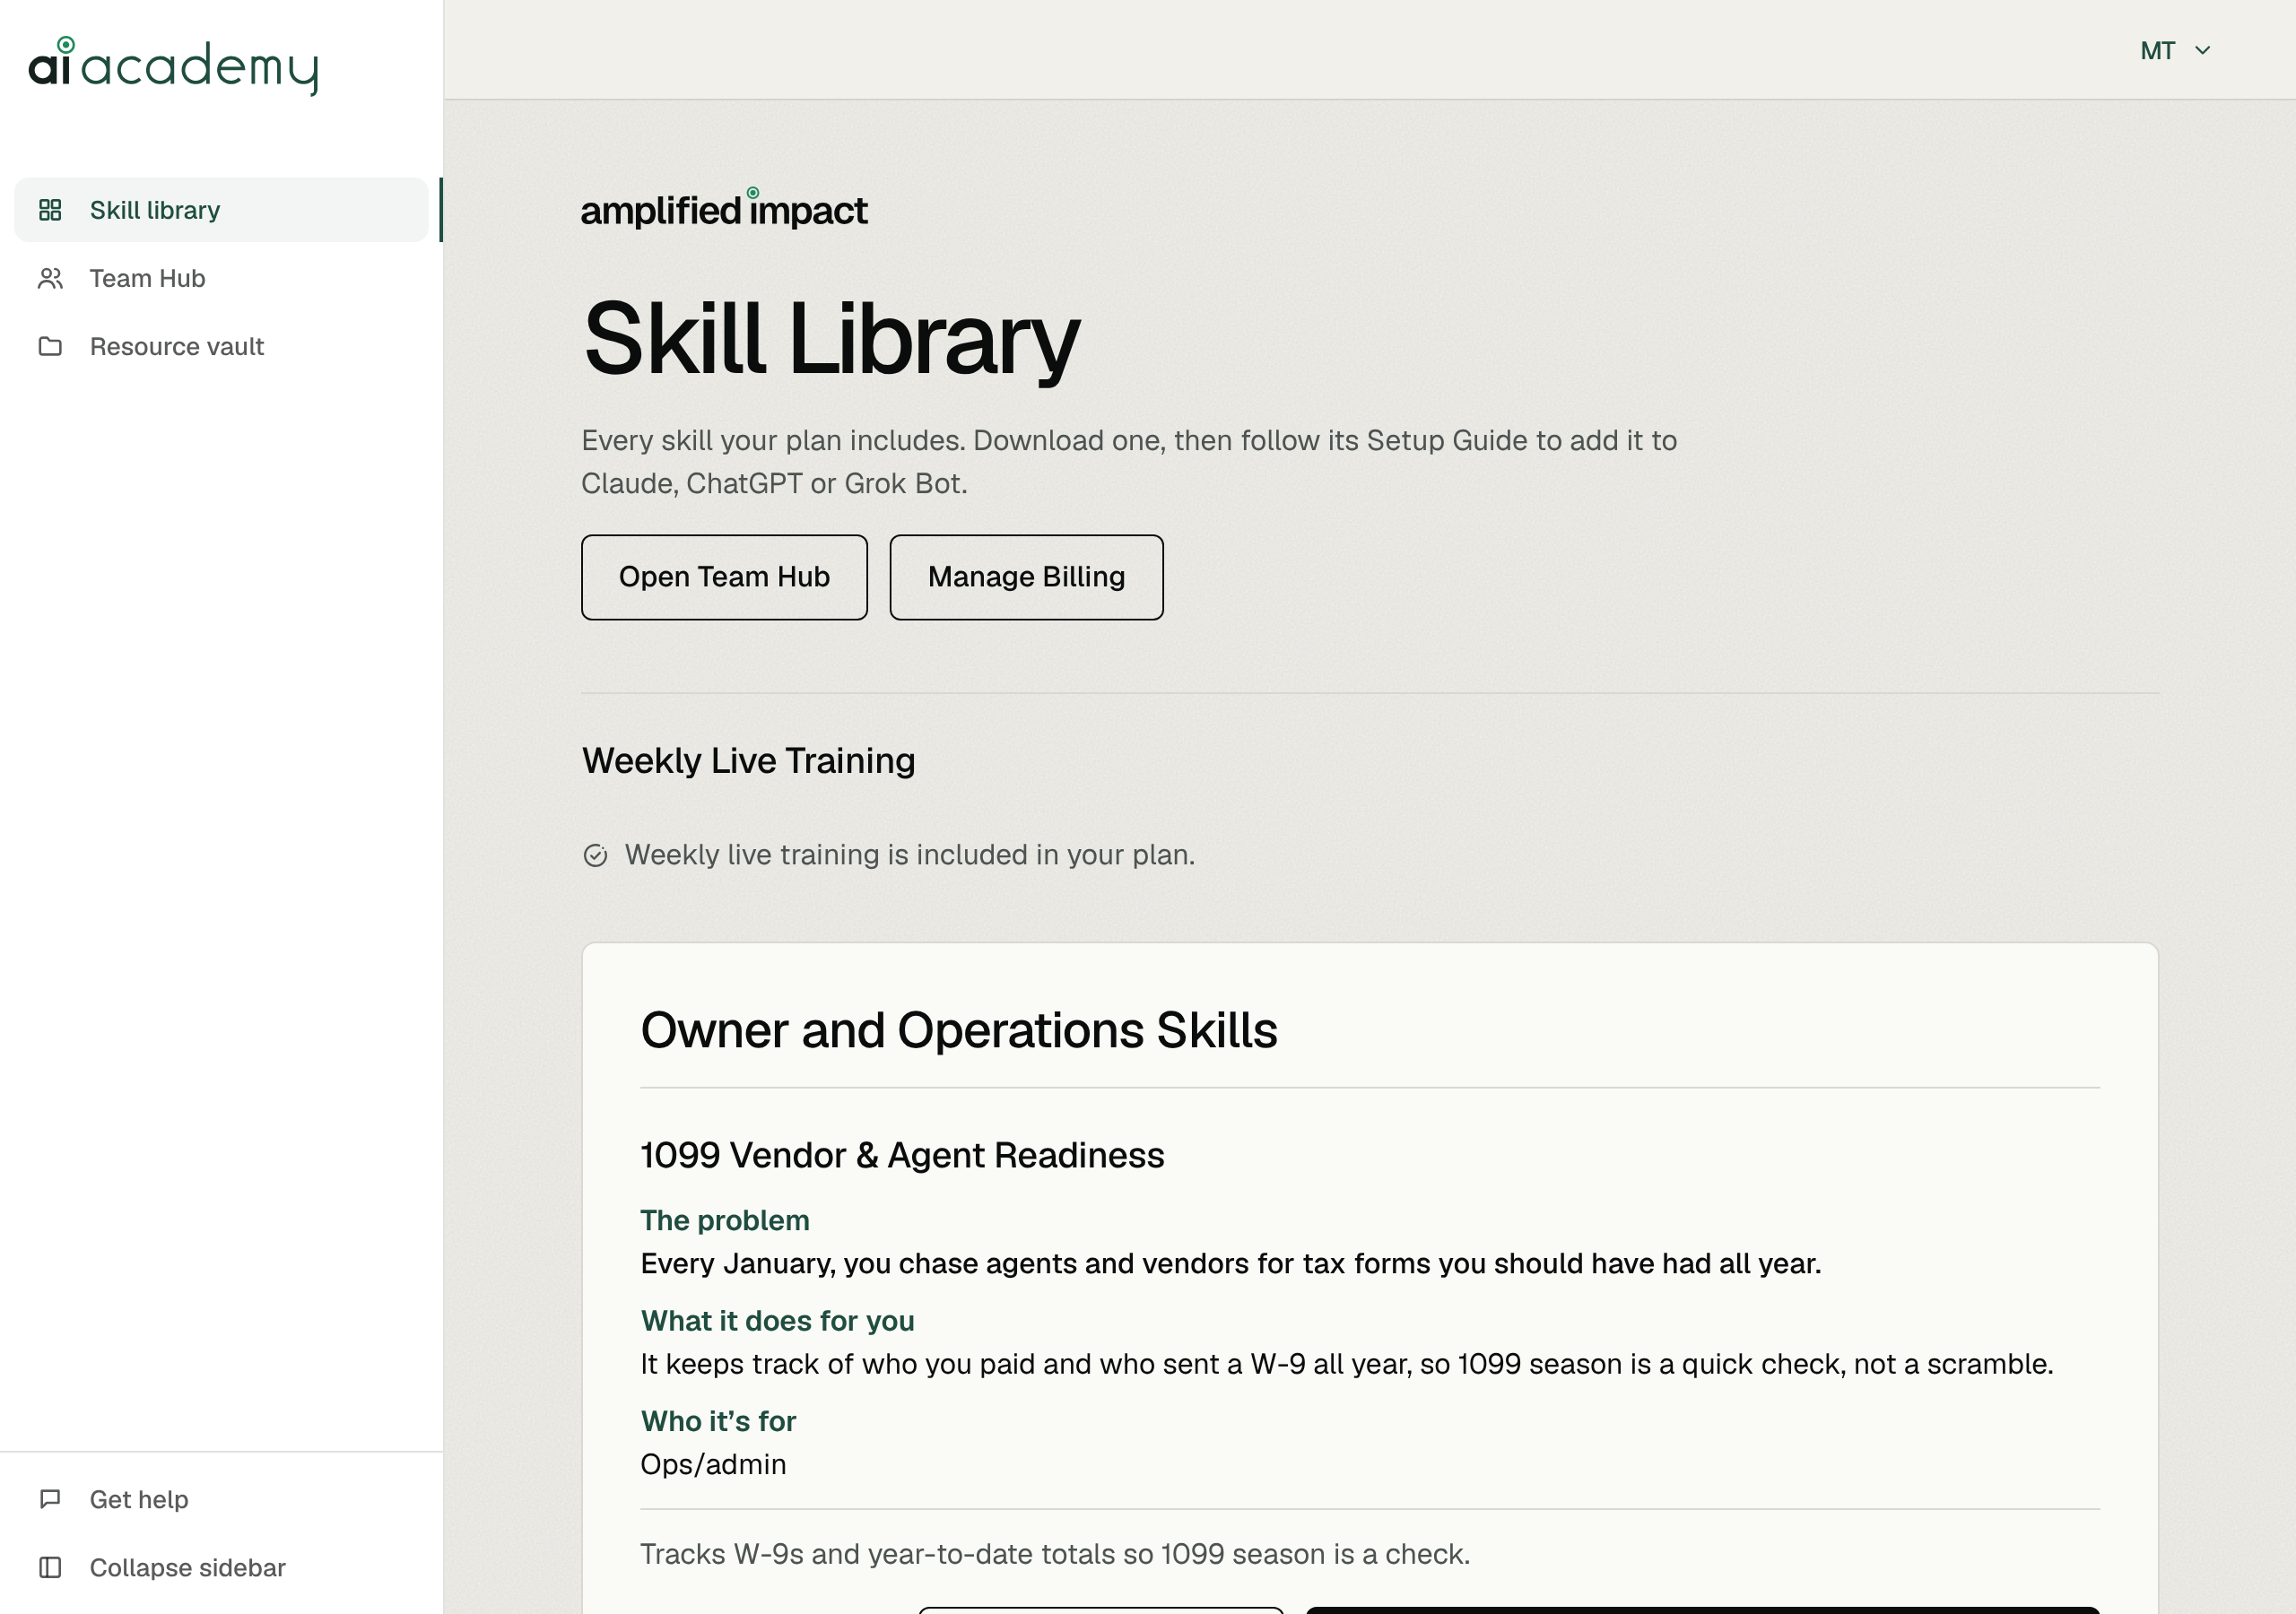 ai academy
MT
Skill library
Team Hub
Resource vault
amplified impact
Skill Library
Every skill your plan includes. Download one, then follow its Setup Guide to add it to
Claude, ChatGPT or Grok Bot.
Open Team Hub
Manage Billing
Weekly Live Training
Weekly live training is included in your plan.
Owner and Operations Skills
1099 Vendor & Agent Readiness
The problem
Every January, you chase agents and vendors for tax forms you should have had all year.
What it does for you
It keeps track of who you paid and who sent a W-9 all year, so 1099 season is a quick check, not a scramble.
Who it’s for
Ops/admin
Tracks W-9s and year-to-date totals so 1099 season is a check.
Get help
Collapse sidebar